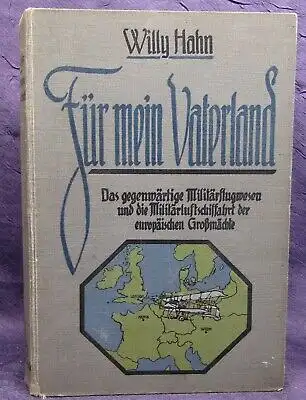 Willy Hahn
Für mein Vaterland
Das gegenwärtige Militärflugwesen
und die Militärluftschiffahrt der
europäischen Großmächte